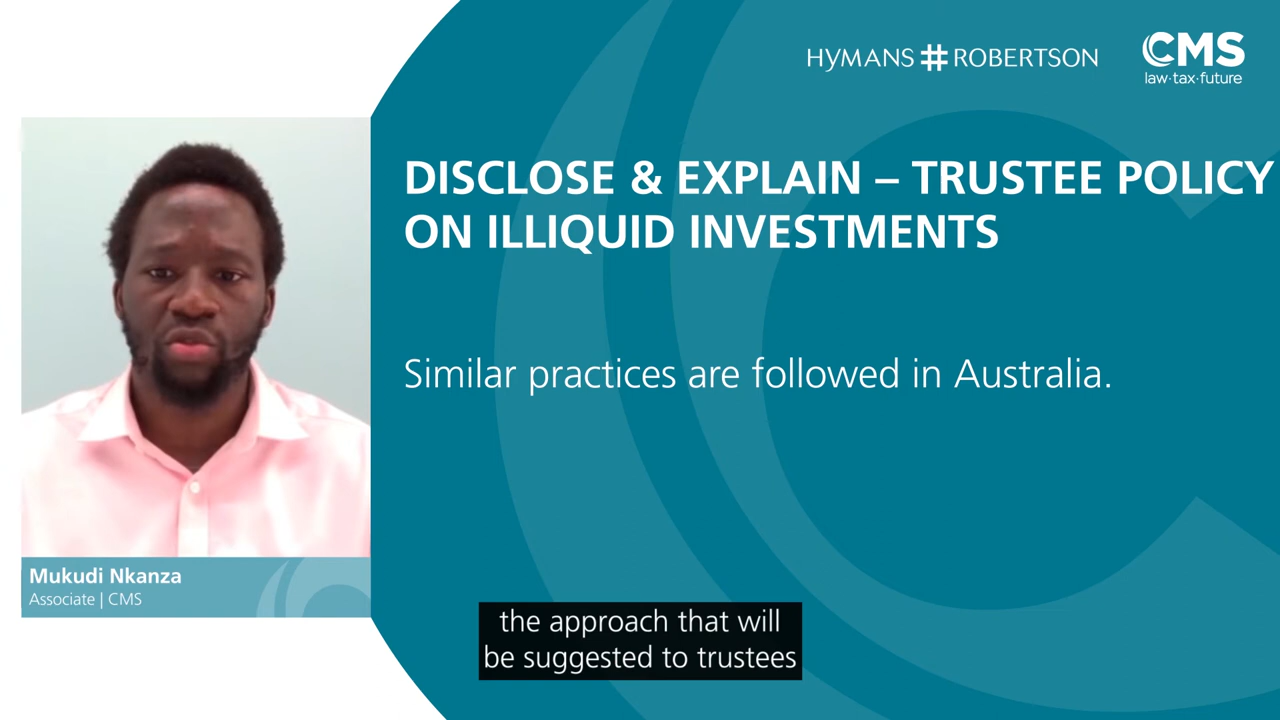 HYMANS # ROBERTSON
CMS
law·tax·future
DISCLOSE & EXPLAIN – TRUSTEE POLICY
ON ILLIQUID INVESTMENTS
Similar practices are followed in Australia.
Mukudi Nkanza
Associate | CMS
the approach that will
be suggested to trustees